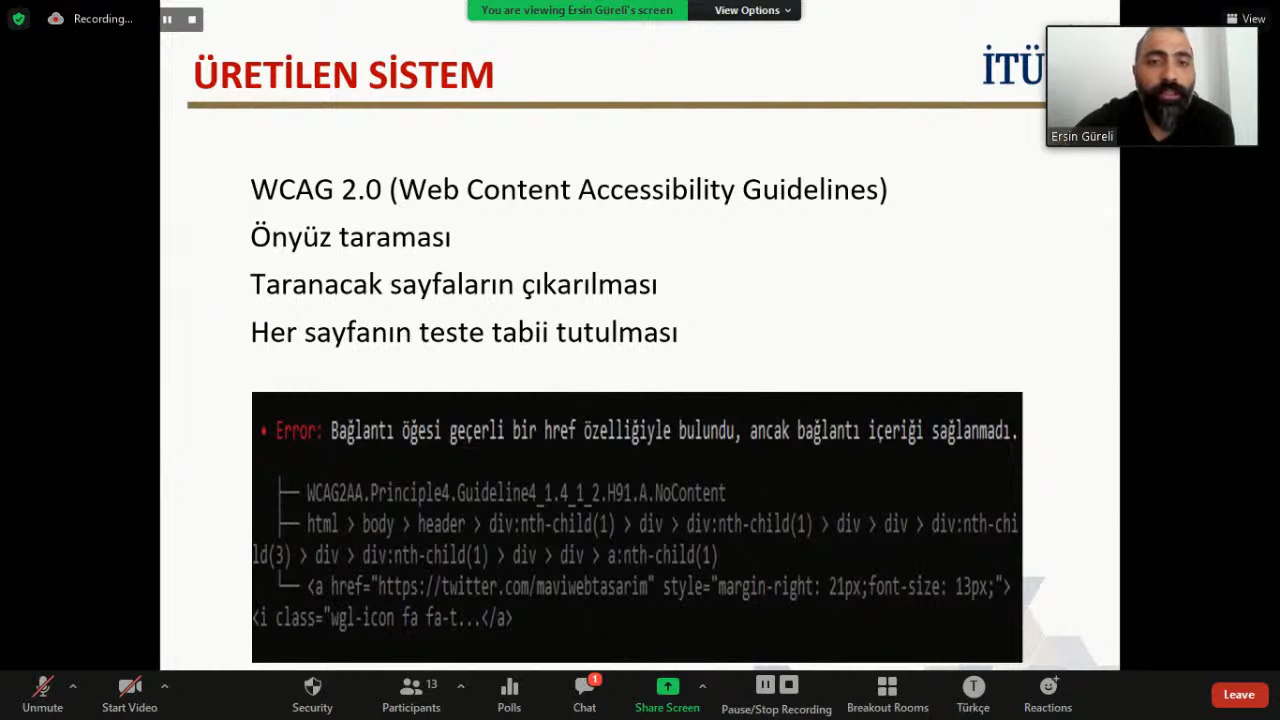 Recording...
You are viewing Ersin Güreli's screen
View Options
View
ÜRETİLEN SİSTEM
İTÜ
Ersin Güreli
WCAG 2.0 (Web Content Accessibility Guidelines)
Önyüz taraması
Taranacak sayfaların çıkarılması
Her sayfanın teste tabii tutulması
• Error: Bağlantı öğesi geçerli bir href özelliğiyle bulundu, ancak bağlantı içeriği sağlanmadı.
├── WCAG2AA.Principle4.Guideline4_1.4_1_2.H91.A.NoContent
├── html > body > header > div:nth-child(1) > div > div:nth-child(1) > div > div > div:nth-chi
ld(3) > div > div:nth-child(1) > div > div > a:nth-child(1)
└── <a href="https://twitter.com/maviwebtasarim" style="margin-right: 21px;font-size: 13px;">
<i class="wgl-icon fa fa-t...</a>
Unmute
Start Video
Security
13
Participants
Polls
1
Chat
Share Screen
Pause/Stop Recording
Breakout Rooms
T
Türkçe
Reactions
Leave